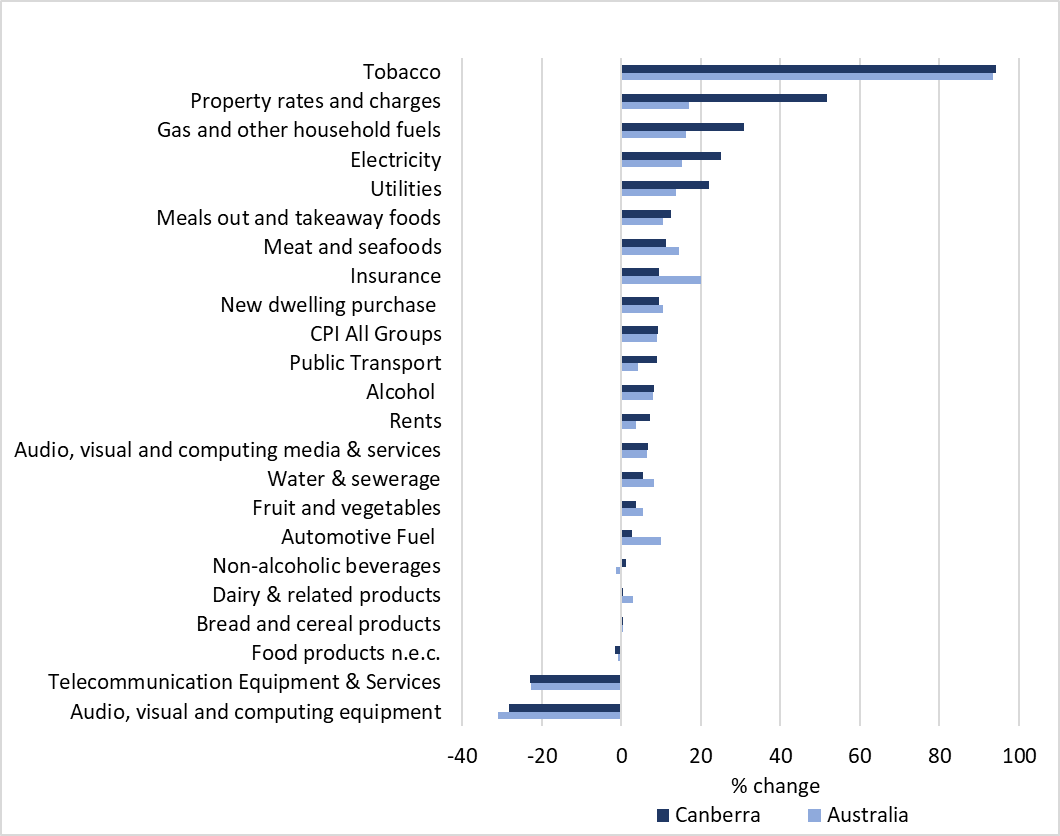 Tobacco
Property rates and charges
Gas and other household fuels
Electricity
Utilities
Meals out and takeaway foods
Meat and seafoods
Insurance
New dwelling purchase
CPI All Groups
Public Transport
Alcohol
Rents
Audio, visual and computing media & services
Water & sewerage
Fruit and vegetables
Automotive Fuel
Non-alcoholic beverages
Dairy & related products
Bread and cereal products
Food products n.e.c.
Telecommunication Equipment & Services
Audio, visual and computing equipment
-40 -20 0 20 40 60 80 100
% change
Canberra Australia